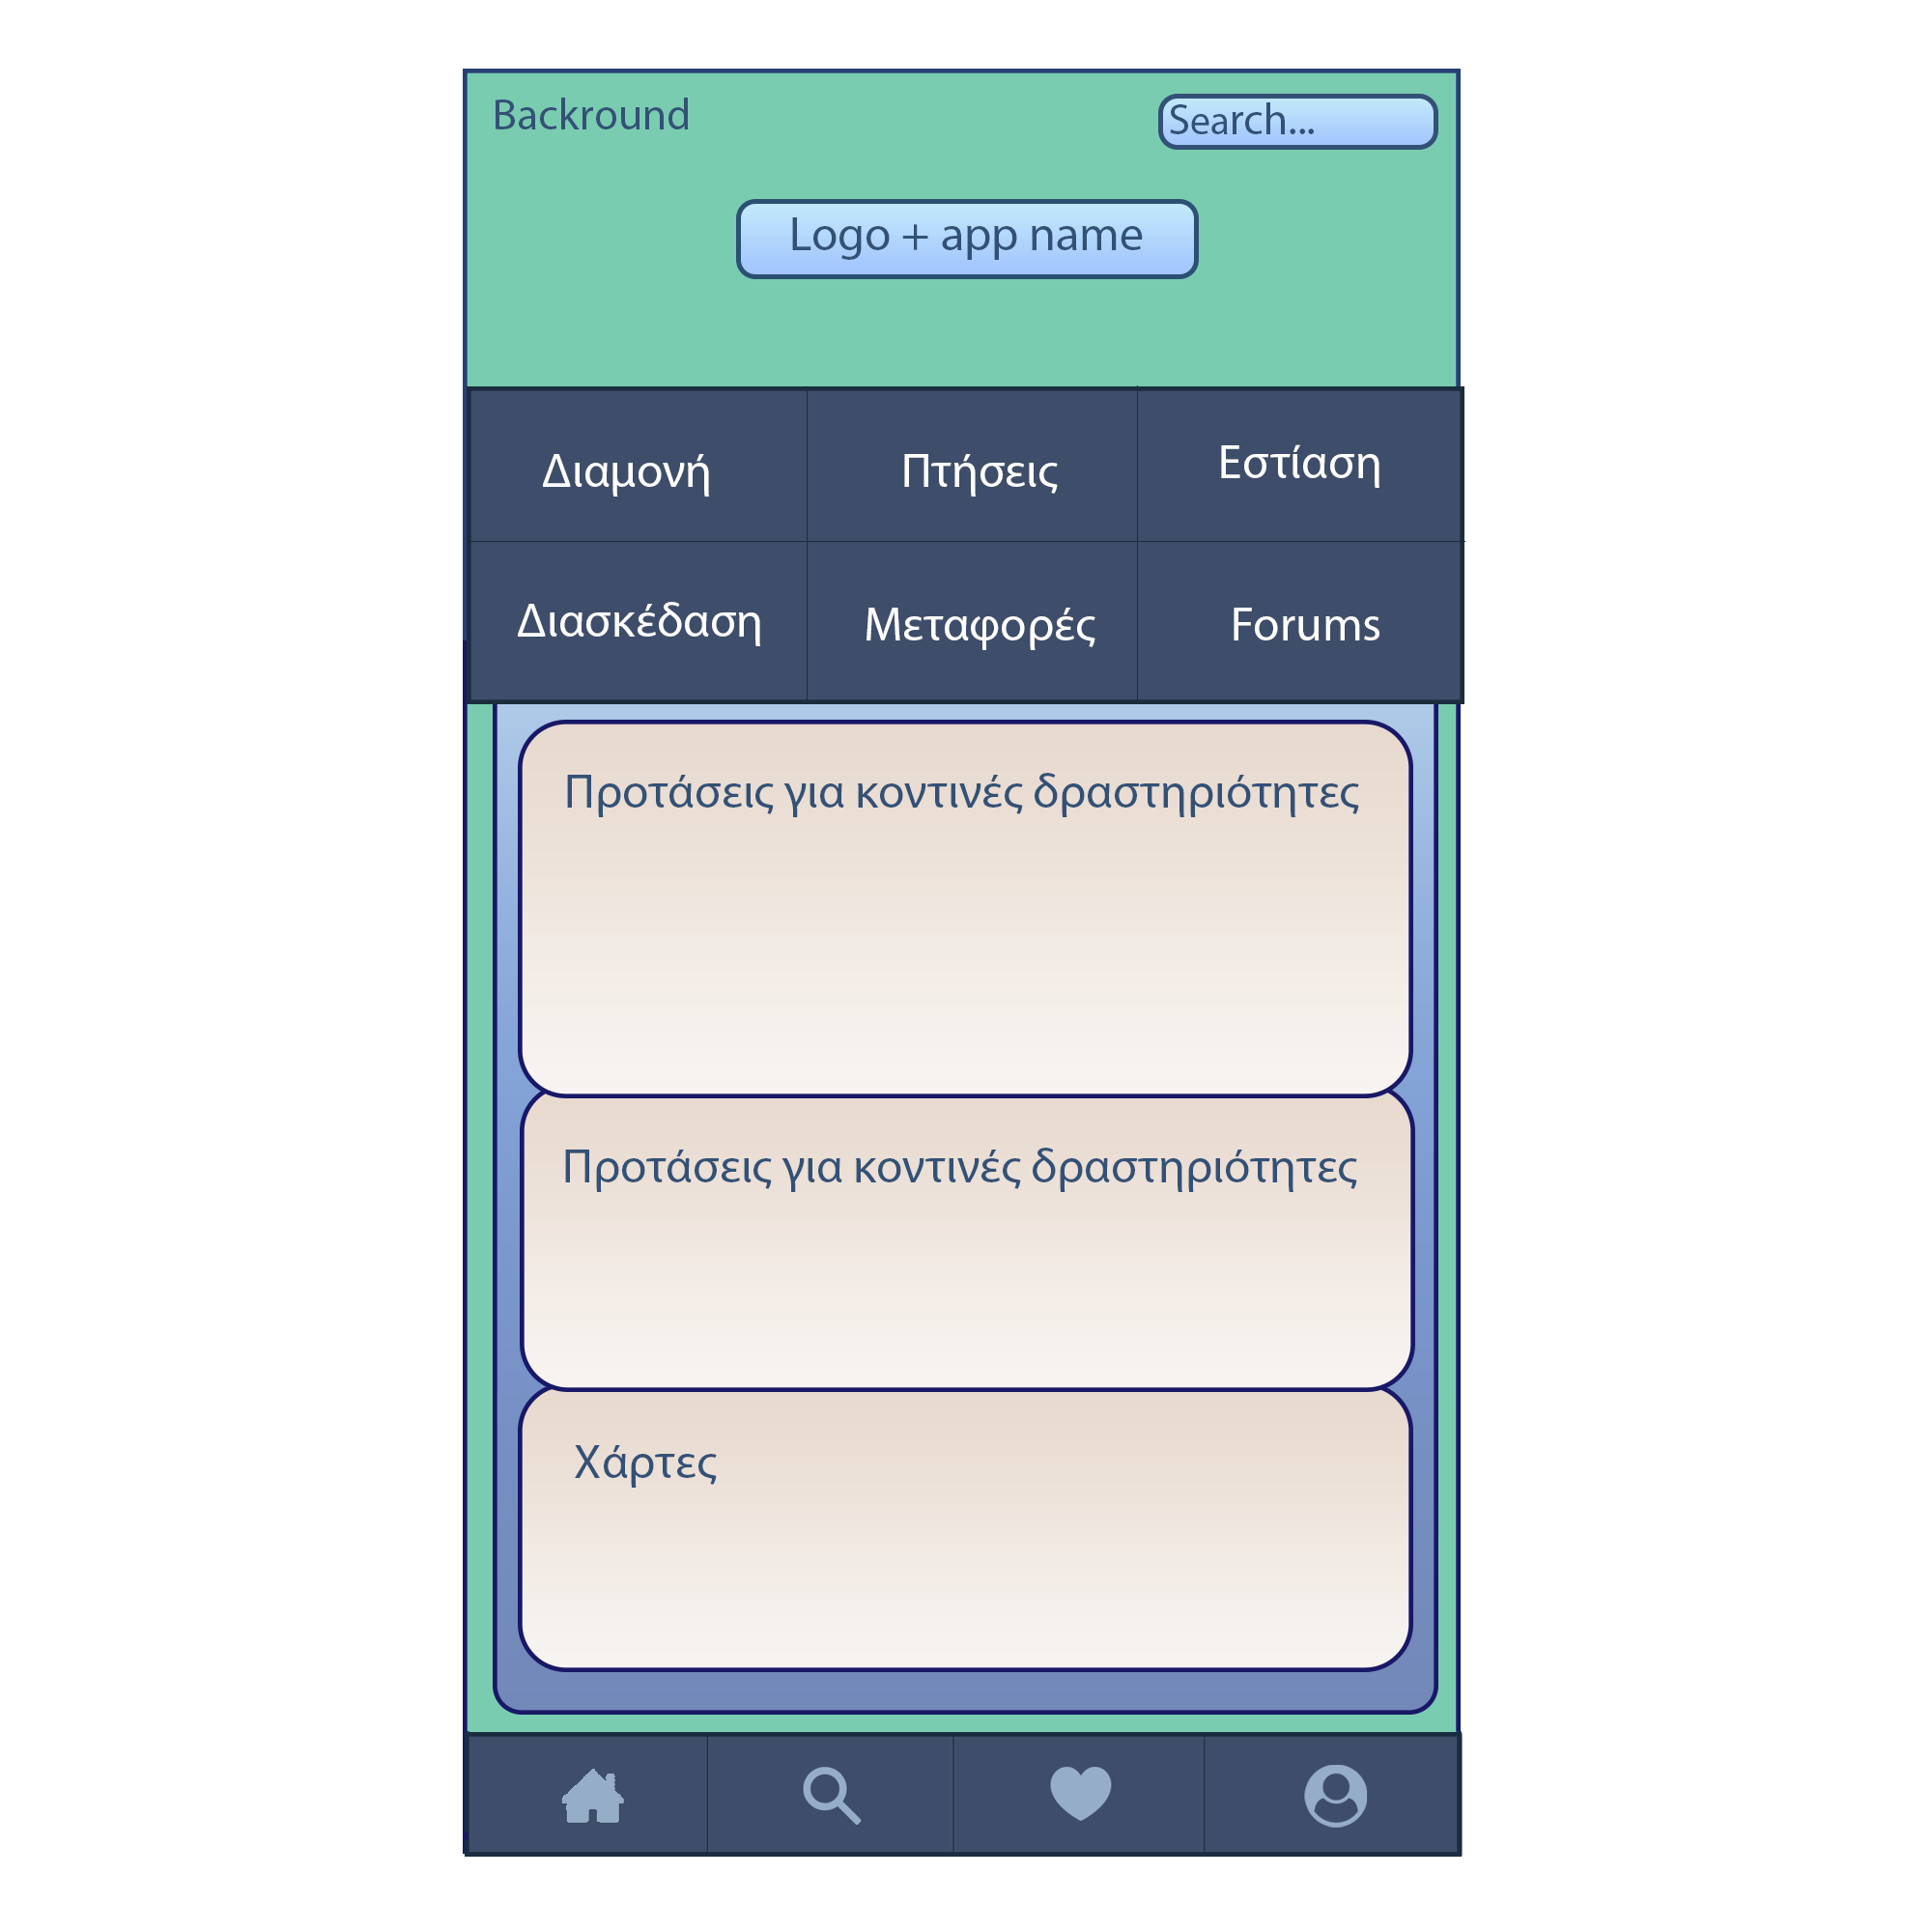 Backround
Search...
Logo + app name
Διαμονή
Πτήσεις
Εστίαση
Διασκέδαση
Μεταφορές
Forums
Προτάσεις για κοντινές δραστηριότητες
Προτάσεις για κοντινές δραστηριότητες
Χάρτες